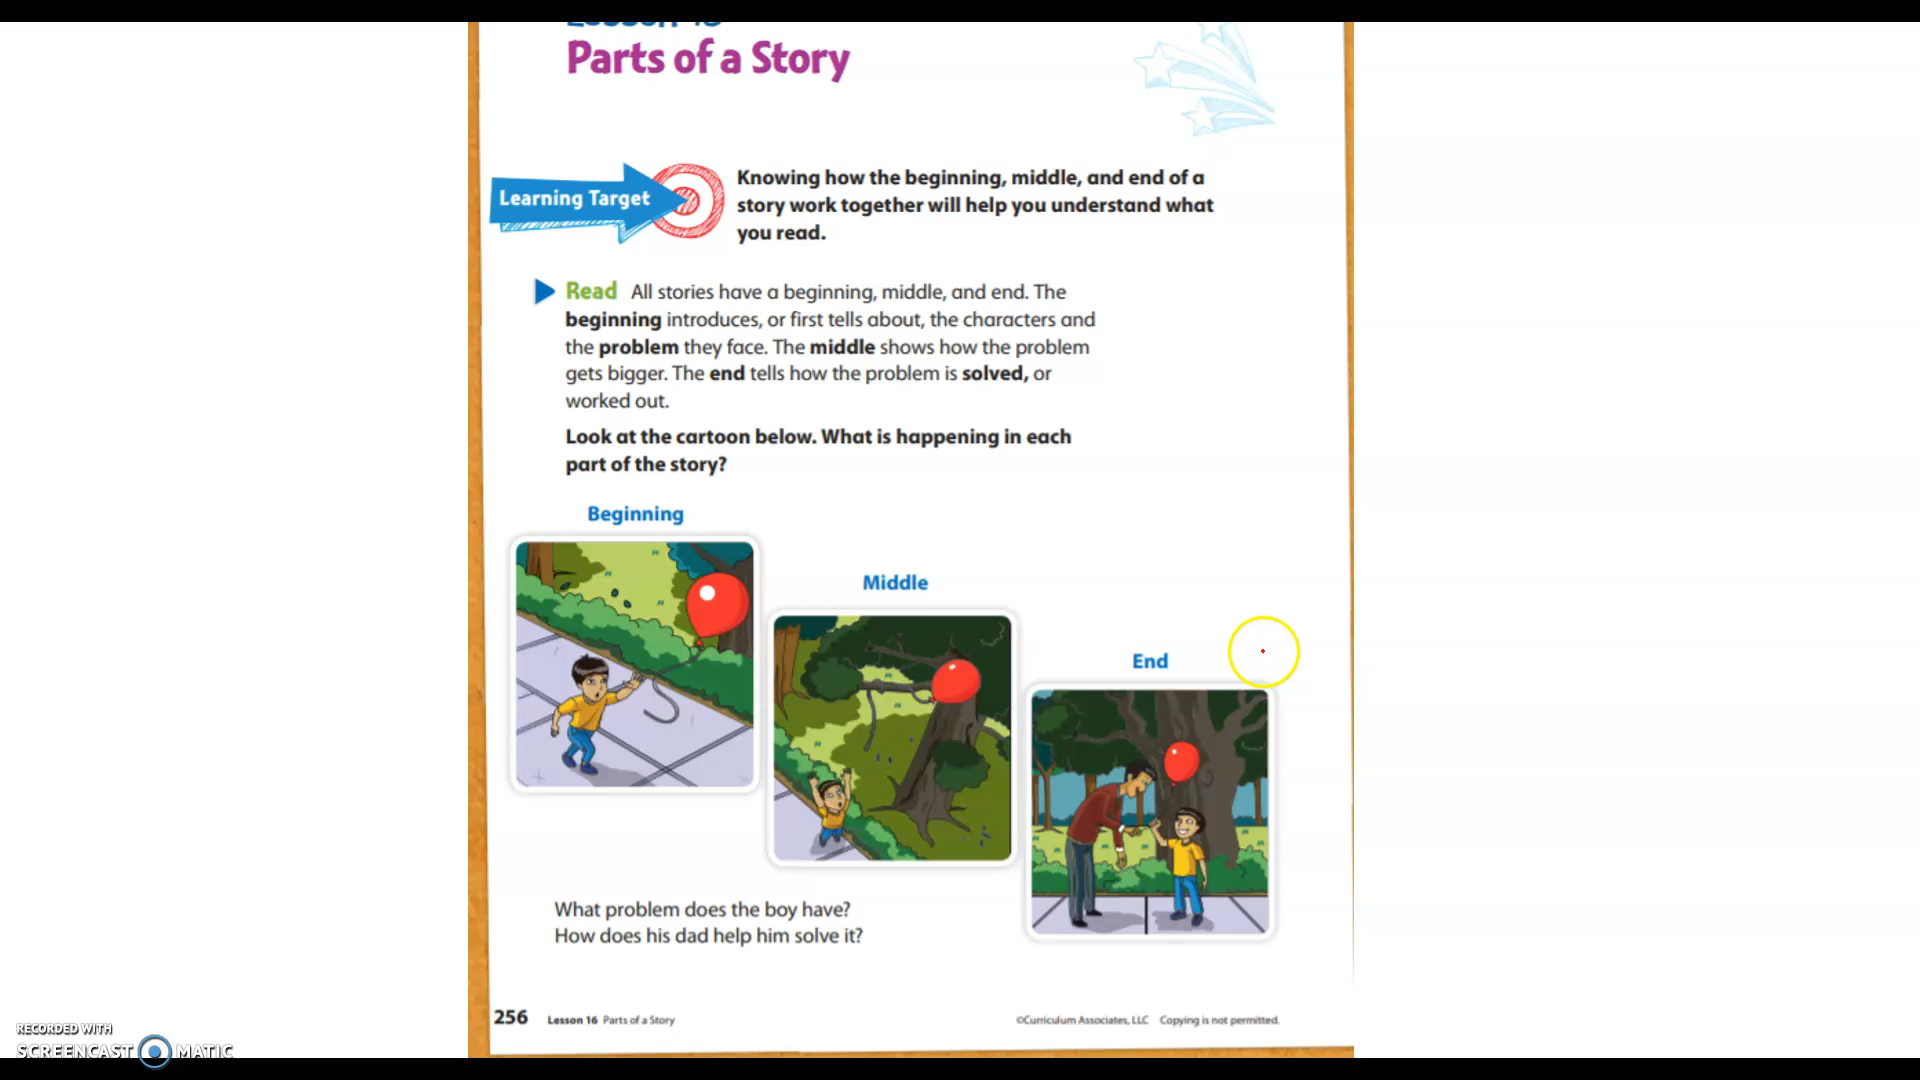 Parts of a Story
Learning Target
Knowing how the beginning, middle, and end of a
story work together will help you understand what
you read.
Read All stories have a beginning, middle, and end. The
beginning introduces, or first tells about, the characters and
the problem they face. The middle shows how the problem
gets bigger. The end tells how the problem is solved, or
worked out.
Look at the cartoon below. What is happening in each
part of the story?
Beginning
Middle
End
What problem does the boy have?
How does his dad help him solve it?
256 Lesson 16 Parts of a Story
©Curriculum Associates, LLC Copying is not permitted.
RECORDED WITH
SCREENCAST MATIC